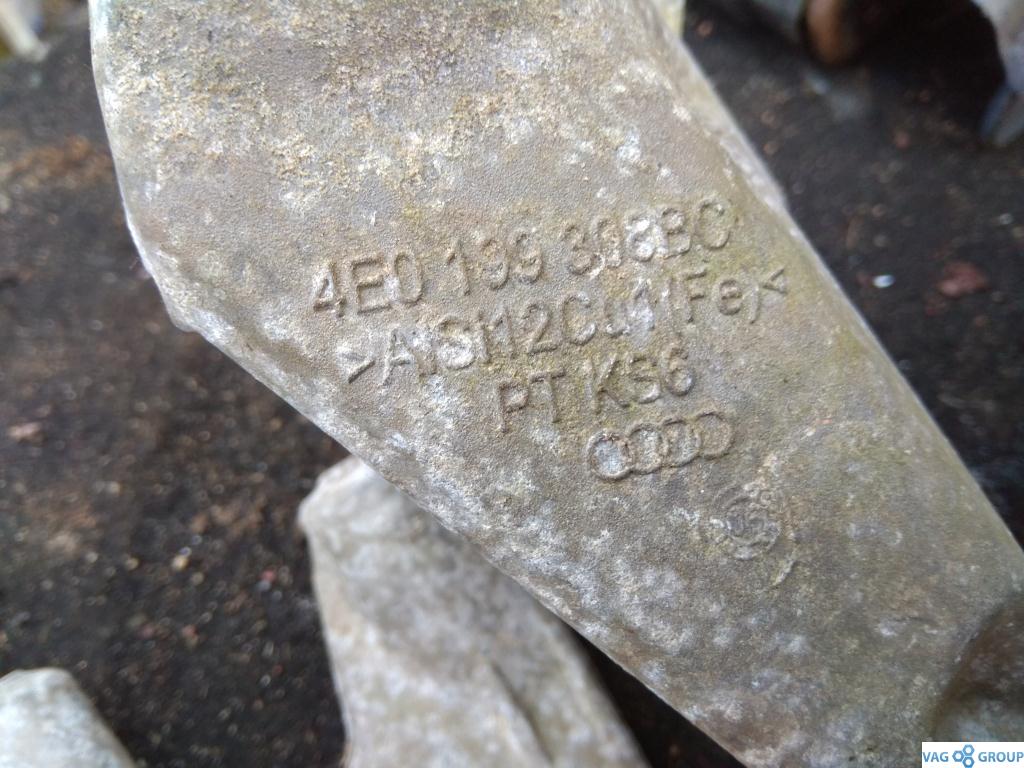 4E0 199 308BC
>AlSi12Cu1(Fe)<
PT KS6
VAG GROUP